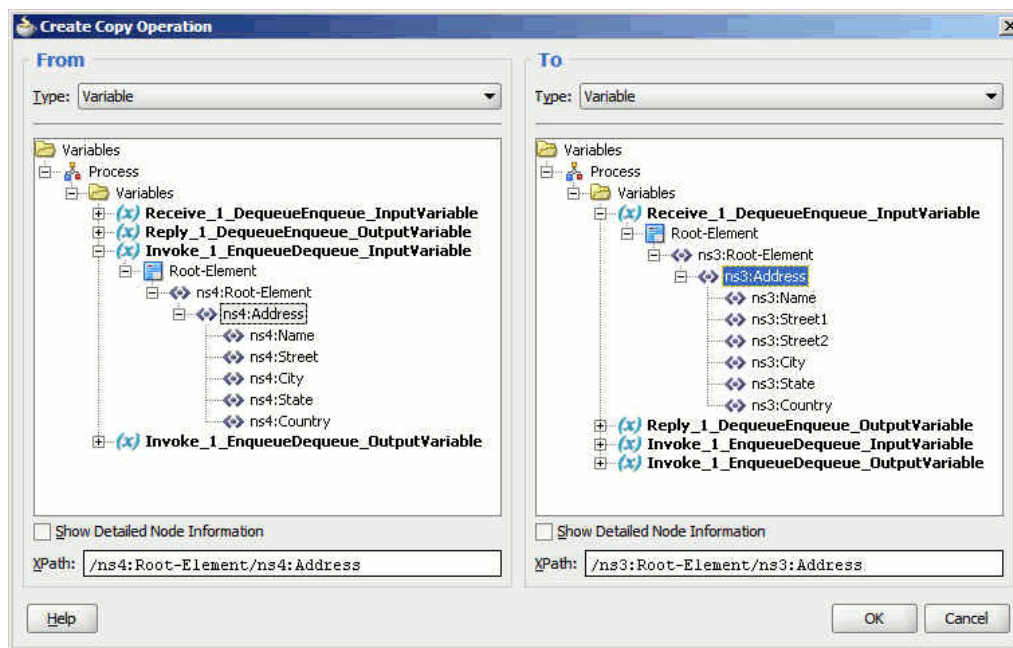 Create Copy Operation
From
Type: Variable
Variables
Process
Variables
Receive_1_DequeueEnqueue_InputVariable
Reply_1_DequeueEnqueue_OutputVariable
Invoke_1_EnqueueDequeue_InputVariable
Root-Element
ns4:Root-Element
ns4:Address
ns4:Name
ns4:Street
ns4:City
ns4:State
ns4:Country
Invoke_1_EnqueueDequeue_OutputVariable
Show Detailed Node Information
XPath: /ns4:Root-Element/ns4:Address
To
Type: Variable
Variables
Process
Variables
Receive_1_DequeueEnqueue_InputVariable
Root-Element
ns3:Root-Element
ns3:Address
ns3:Name
ns3:Street1
ns3:Street2
ns3:City
ns3:State
ns3:Country
Reply_1_DequeueEnqueue_OutputVariable
Invoke_1_EnqueueDequeue_InputVariable
Invoke_1_EnqueueDequeue_OutputVariable
Show Detailed Node Information
XPath: /ns3:Root-Element/ns3:Address
Help
OK
Cancel